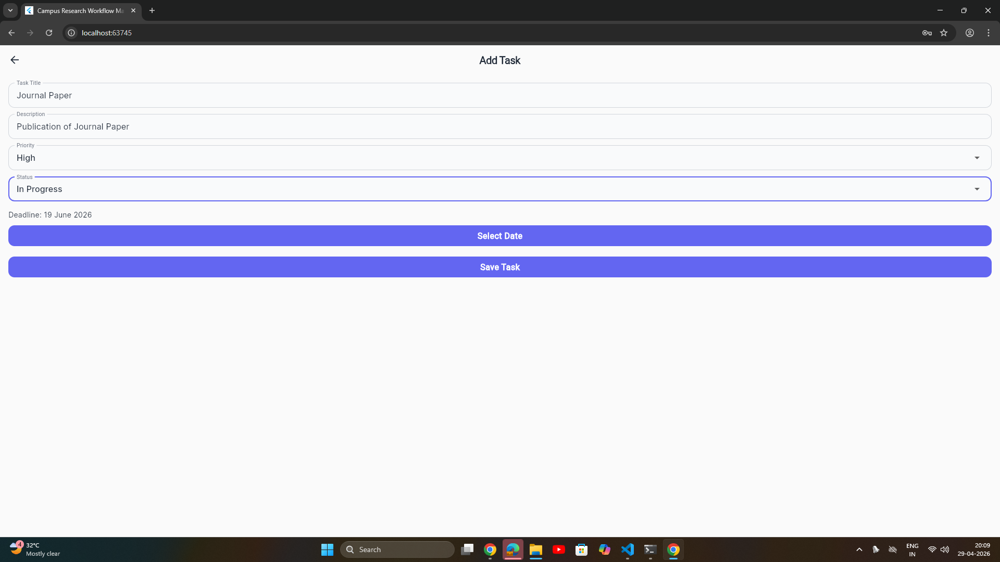 Campus Research Workflow Ma
localhost:63745
Add Task
Task Title
Journal Paper
Description
Publication of Journal Paper
Priority
High
Status
In Progress
Deadline: 19 June 2026
Select Date
Save Task
4
32°C
Mostly clear
Search
ENG
IN
20:09
29-04-2026